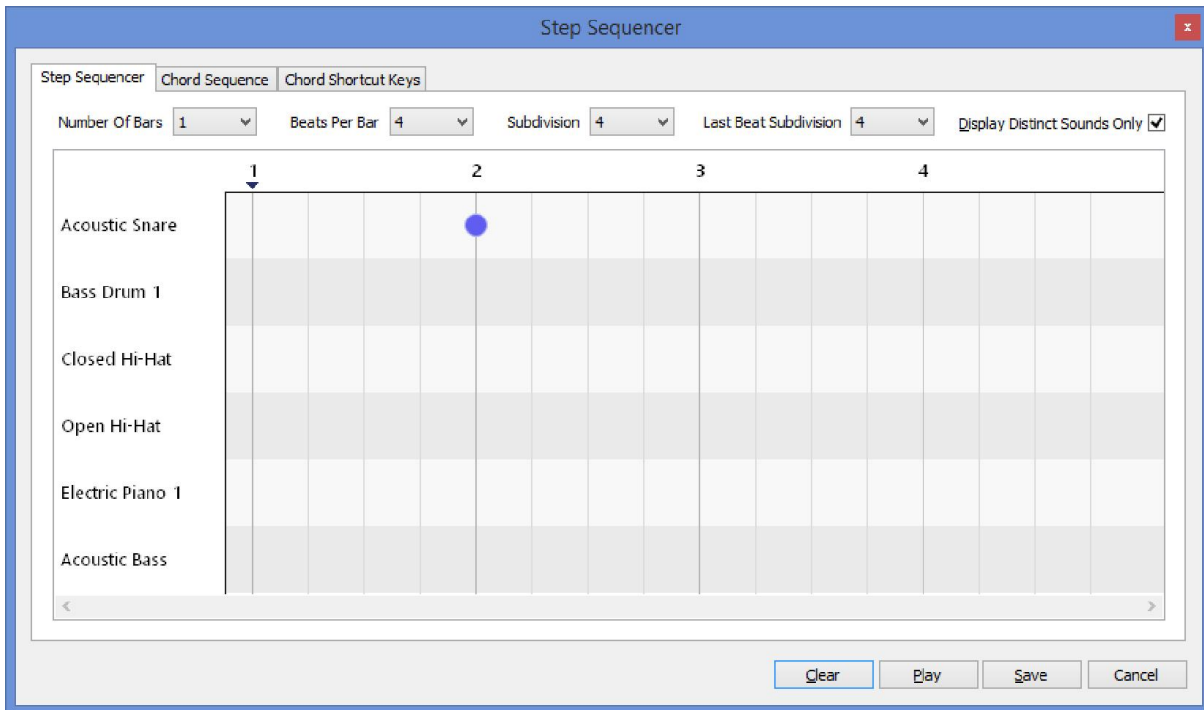 Step Sequencer
x
Step Sequencer Chord Sequence Chord Shortcut Keys
Number Of Bars 1 Beats Per Bar 4 Subdivision 4 Last Beat Subdivision 4 Display Distinct Sounds Only
1 2 3 4
Acoustic Snare
Bass Drum 1
Closed Hi-Hat
Open Hi-Hat
Electric Piano 1
Acoustic Bass
Clear Play Save Cancel